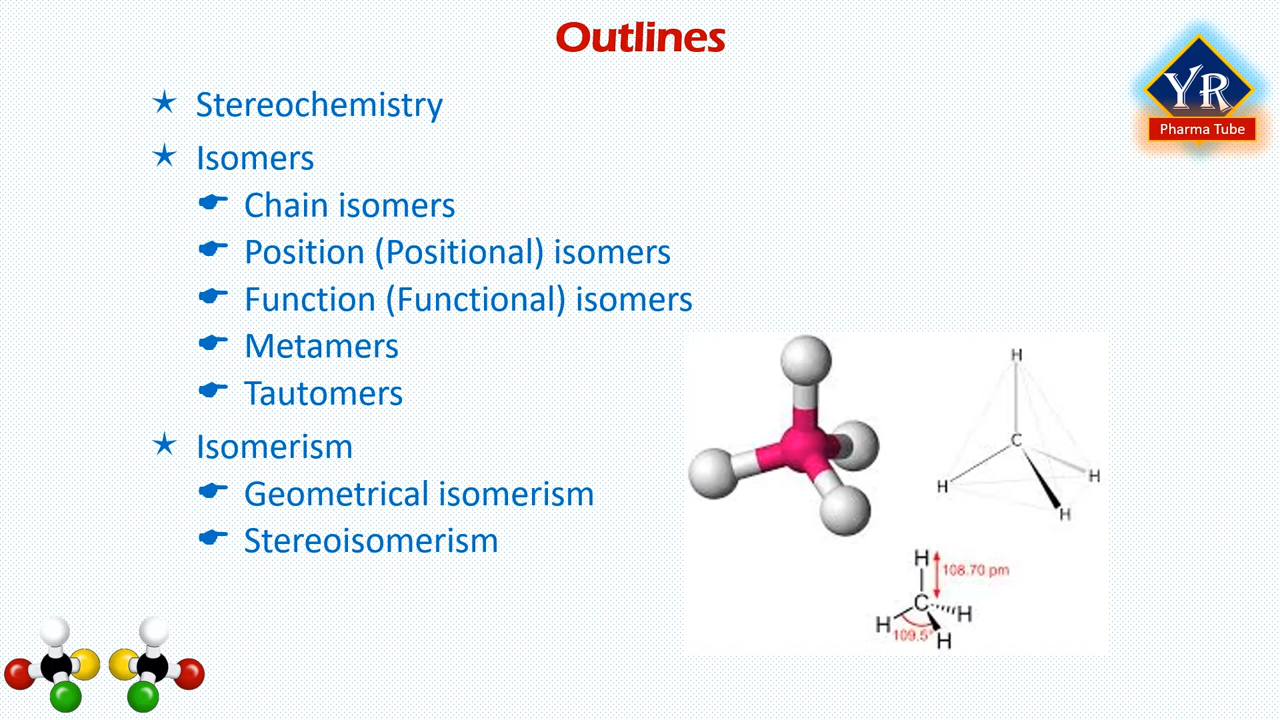 Outlines
YR
Pharma Tube
Stereochemistry
Isomers
Chain isomers
Position (Positional) isomers
Function (Functional) isomers
Metamers
Tautomers
Isomerism
Geometrical isomerism
Stereoisomerism
H
C
H
H
H
H
108.70 pm
C
H
H
109.5°
H